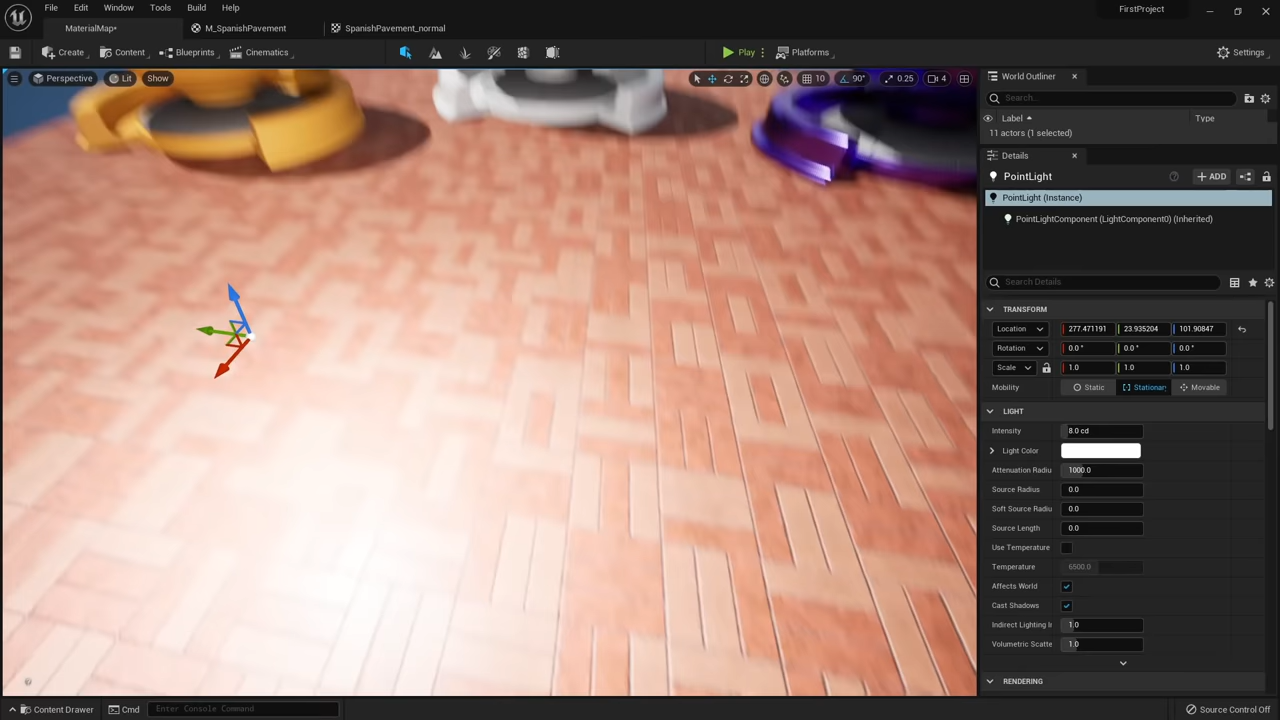 File Edit Window Tools Build Help
FirstProject
MaterialMap*
M_SpanishPavement
SpanishPavement_normal
Create
Content
Blueprints
Cinematics
Play
Platforms
Settings
Perspective
Lit
Show
10
90°
0.25
4
World Outliner
Search...
Label
Type
11 actors (1 selected)
Details
PointLight
ADD
PointLight (Instance)
PointLightComponent (LightComponent0) (Inherited)
Search Details
TRANSFORM
Location 277.471191 23.935204 101.90847
Rotation 0.0 ° 0.0 ° 0.0 °
Scale 1.0 1.0 1.0
Mobility Static Stationar Movable
LIGHT
Intensity 8.0 cd
Light Color
Attenuation Radiu 1000.0
Source Radius 0.0
Soft Source Radiu 0.0
Source Length 0.0
Use Temperature
Temperature 6500.0
Affects World
Cast Shadows
Indirect Lighting I 1.0
Volumetric Scatte 1.0
RENDERING
Content Drawer
Cmd
Enter Console Command
Source Control Off